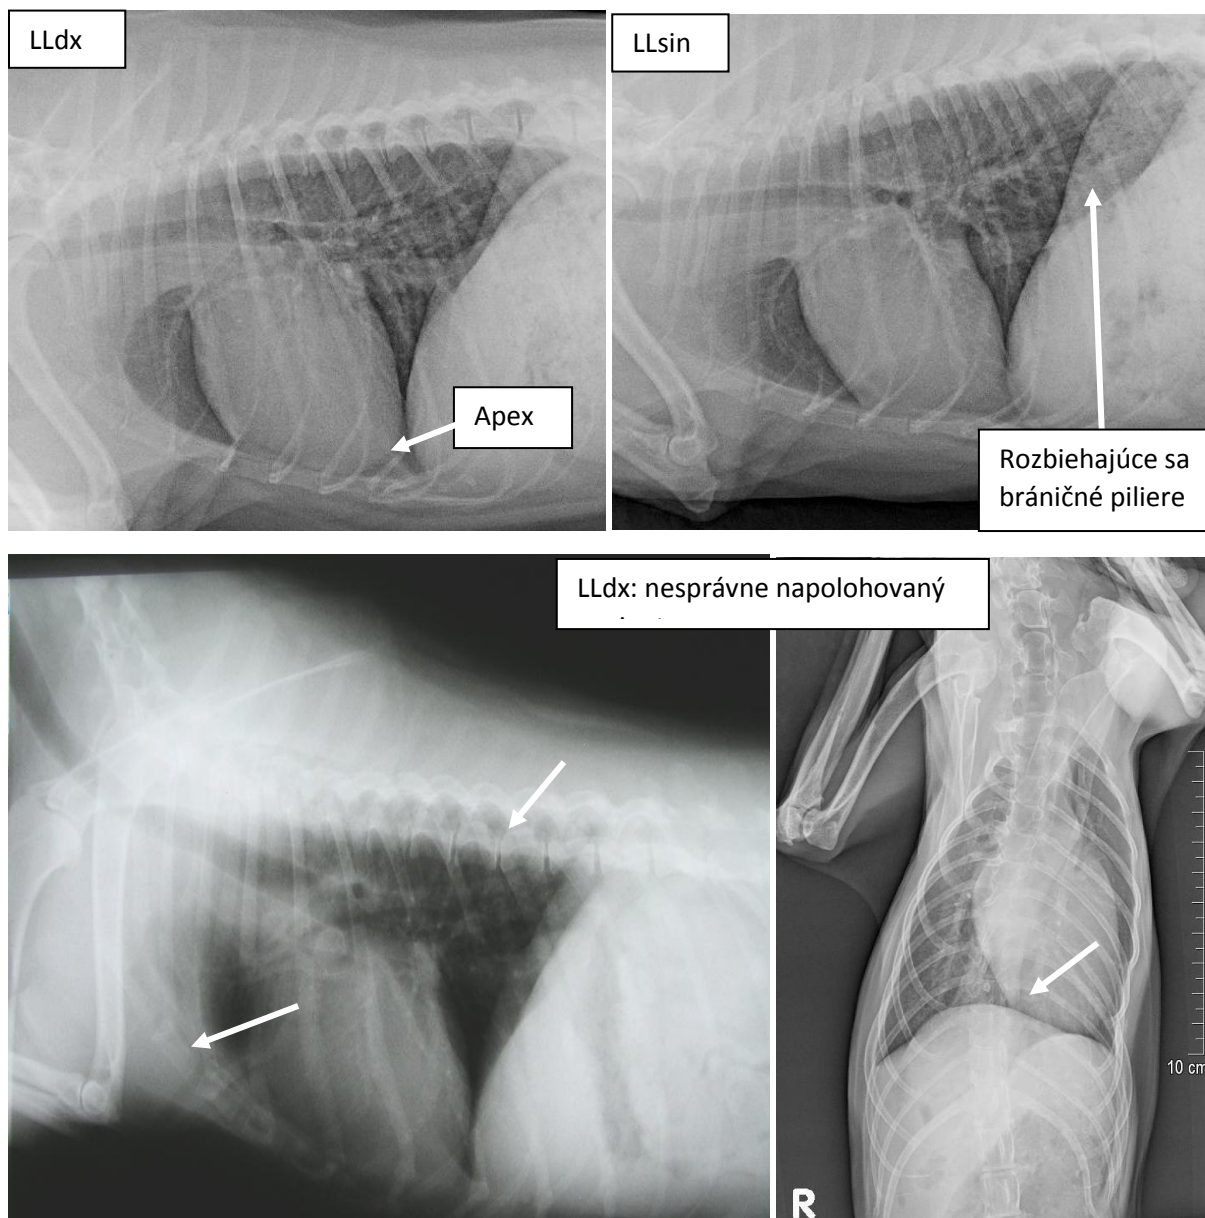 LLdx
LLsin
Apex
Rozbiehajúce sa
bráničné piliere
LLdx: nesprávne napolohovaný
10 cm
R